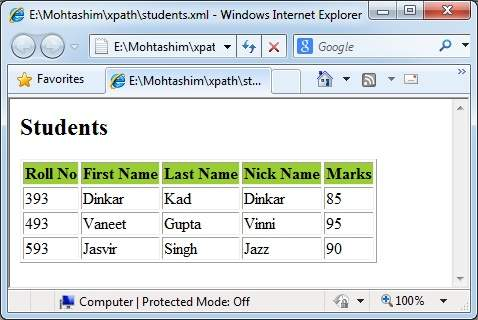 E:\Mohtashim\xpath\students.xml - Windows Internet Explorer
E:\Mohtashim\xpat Google
Favorites E:\Mohtashim\xpath\st...
Students
Roll No First Name Last Name Nick Name Marks
393 Dinkar Kad Dinkar 85
493 Vaneet Gupta Vinni 95
593 Jasvir Singh Jazz 90
Computer | Protected Mode: Off 100%